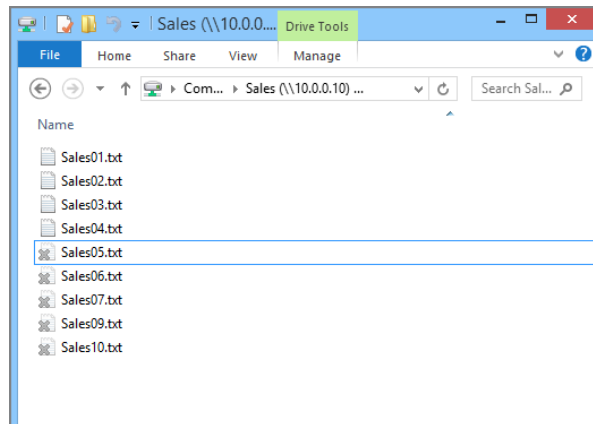 Sales (\\10.0.0.... Drive Tools
File Home Share View Manage
Com... Sales (\\10.0.0.10) ... Search Sal...
Name
Sales01.txt
Sales02.txt
Sales03.txt
Sales04.txt
Sales05.txt
Sales06.txt
Sales07.txt
Sales09.txt
Sales10.txt